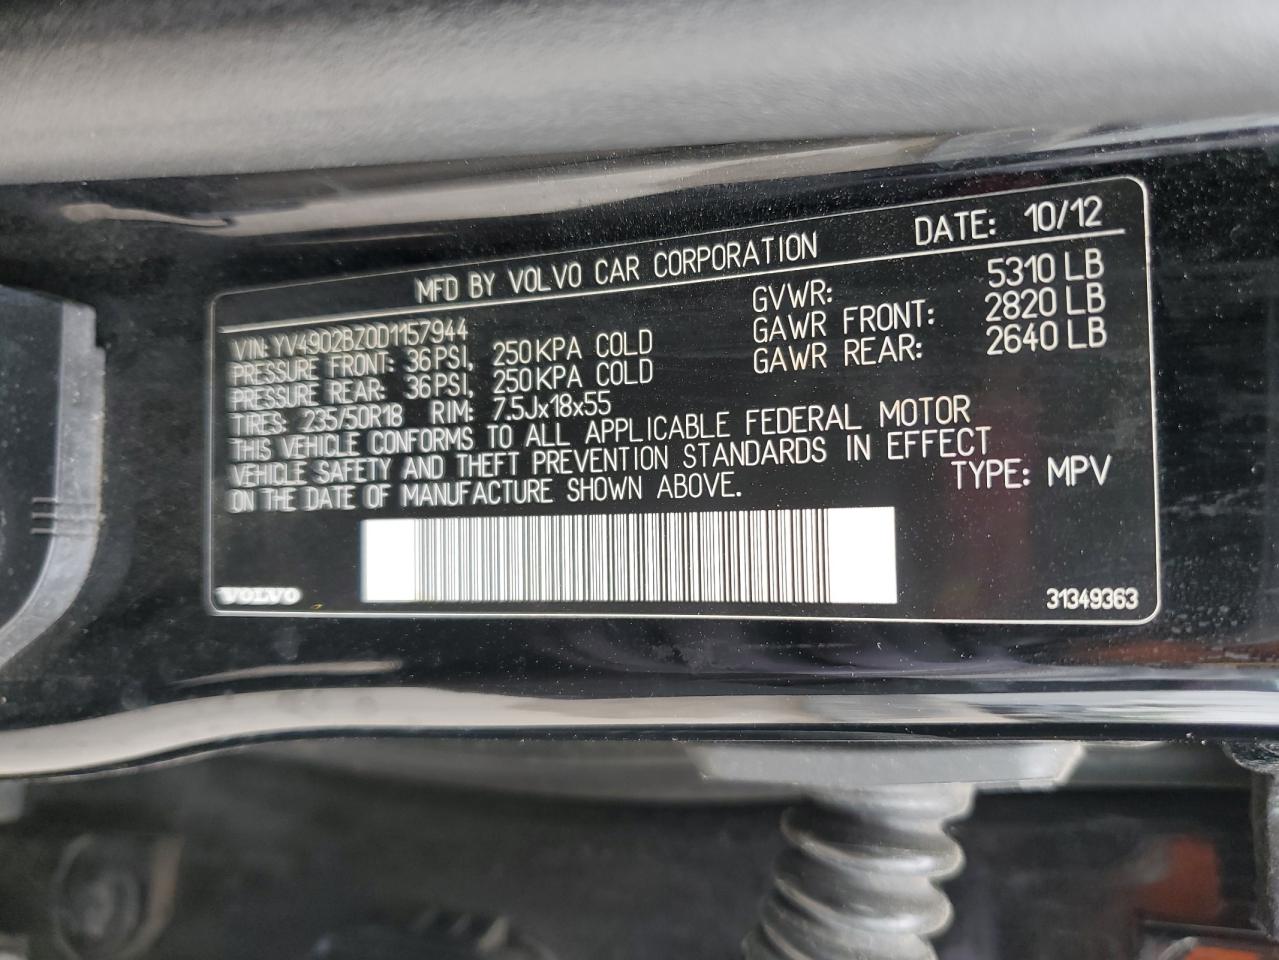 MFD BY VOLVO CAR CORPORATION DATE: 10/12
VIN: YV4902BZ0D1157944 GVWR: 5310 LB
PRESSURE FRONT: 36 PSI, 250 KPA COLD GAWR FRONT: 2820 LB
PRESSURE REAR: 36 PSI, 250 KPA COLD GAWR REAR: 2640 LB
TIRES: 235/50R18 RIM: 7.5Jx18x55
THIS VEHICLE CONFORMS TO ALL APPLICABLE FEDERAL MOTOR
VEHICLE SAFETY AND THEFT PREVENTION STANDARDS IN EFFECT
ON THE DATE OF MANUFACTURE SHOWN ABOVE. TYPE: MPV
VOLVO 31349363